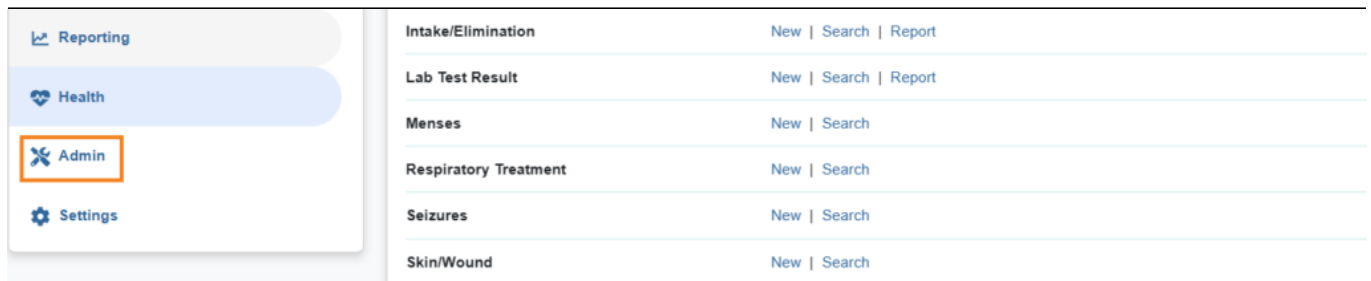 Reporting
Health
Admin
Settings
Intake/Elimination New | Search | Report
Lab Test Result New | Search | Report
Menses New | Search
Respiratory Treatment New | Search
Seizures New | Search
Skin/Wound New | Search